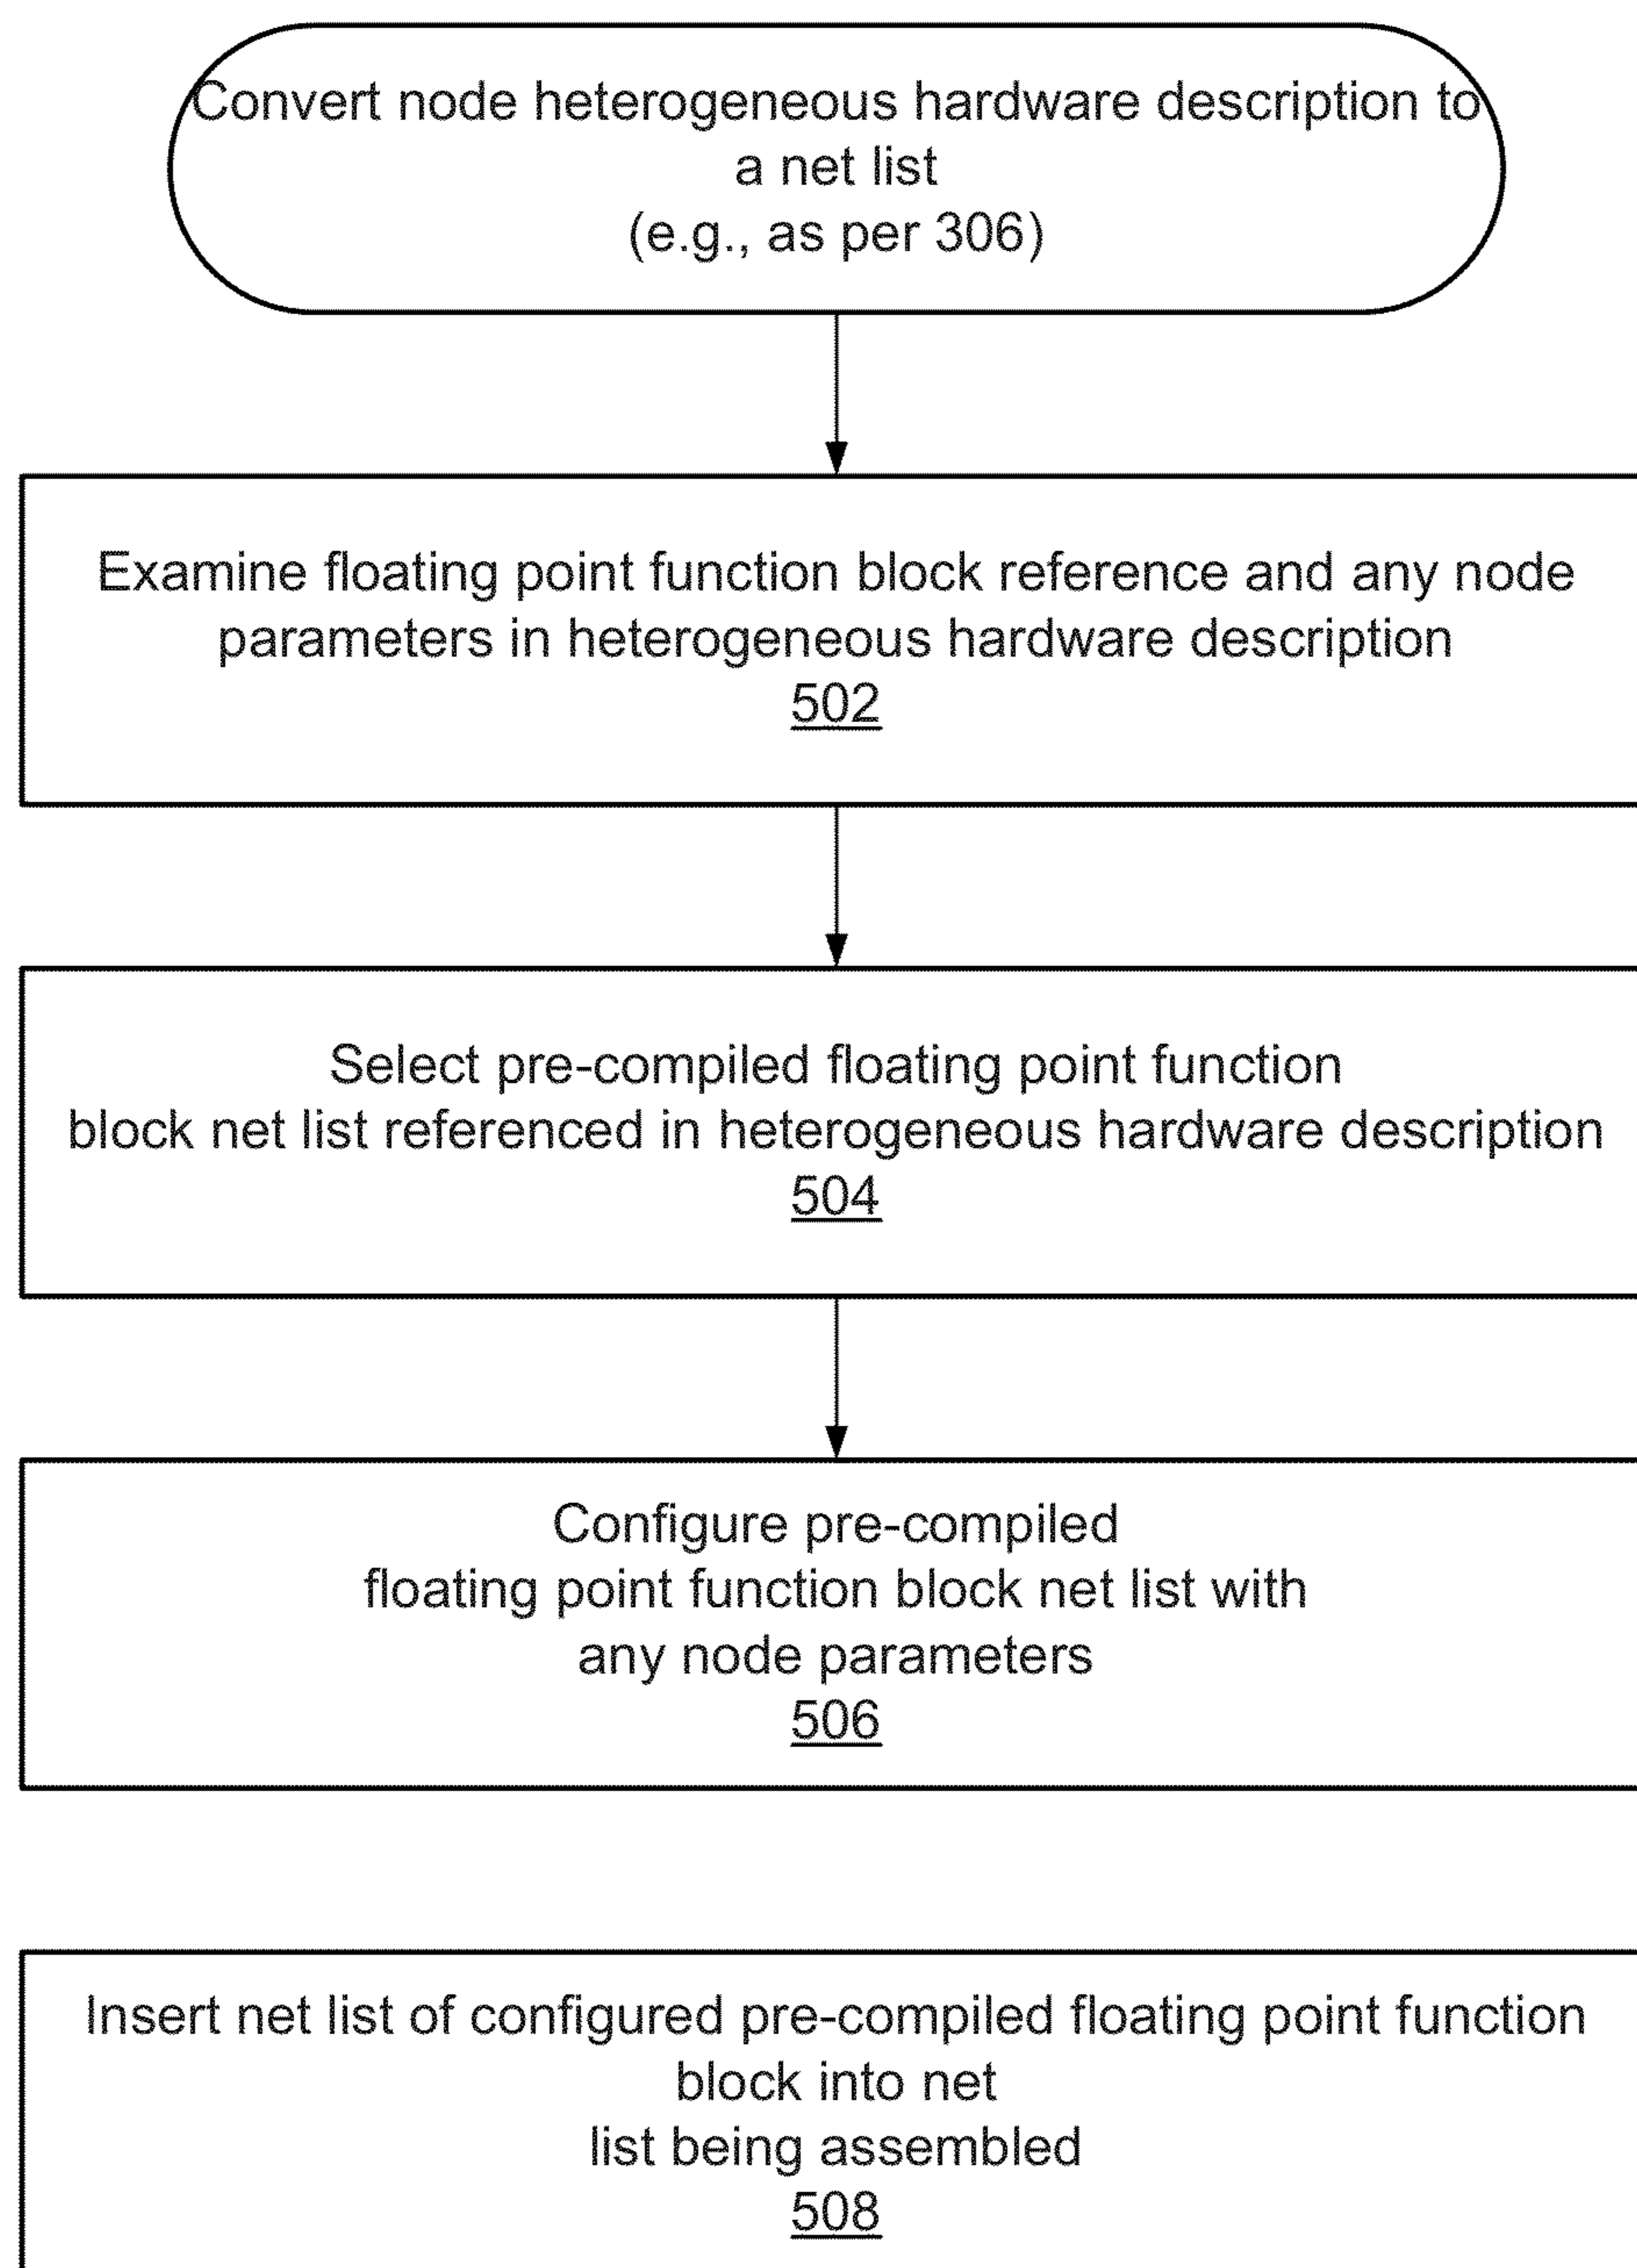 Convert node heterogeneous hardware description to
a net list
(e.g., as per 306)
Examine floating point function block reference and any node
parameters in heterogeneous hardware description
502
Select pre-compiled floating point function
block net list referenced in heterogeneous hardware description
504
Configure pre-compiled
floating point function block net list with
any node parameters
506
Insert net list of configured pre-compiled floating point function
block into net
list being assembled
508